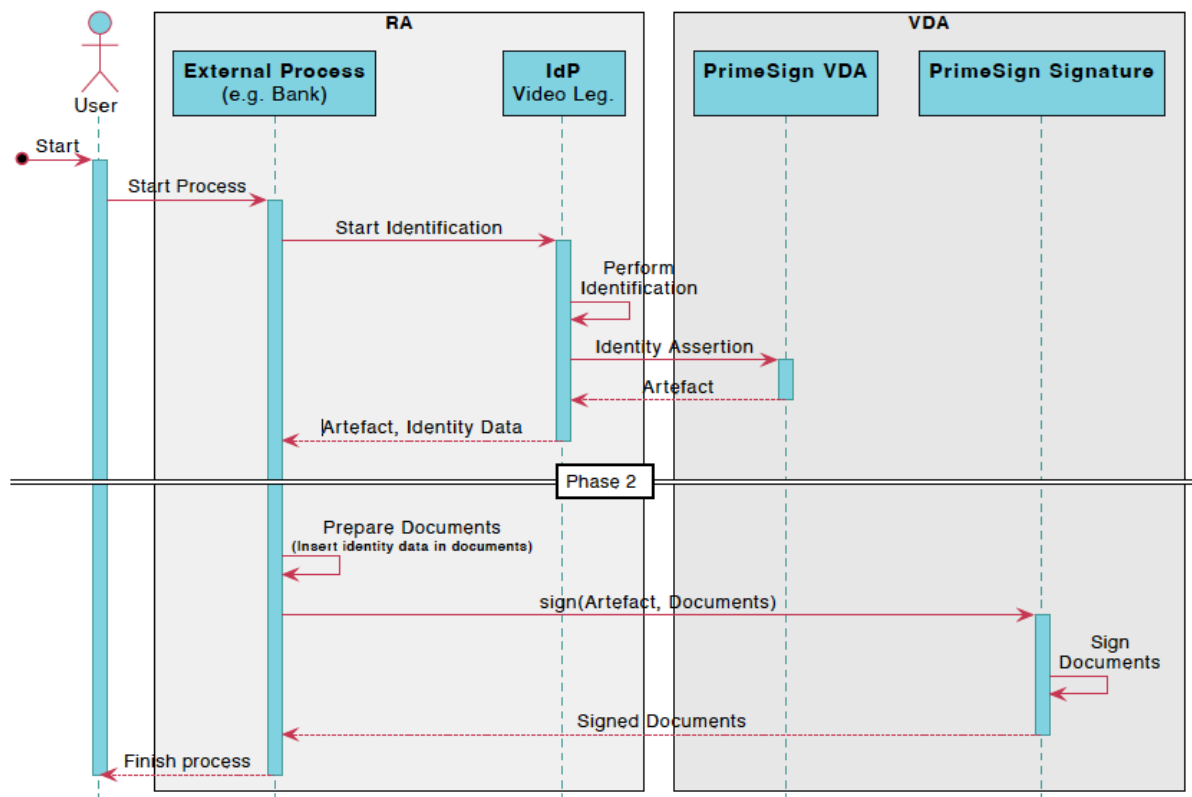 RA
VDA
External Process
(e.g. Bank)
IdP
Video Leg.
PrimeSign VDA
PrimeSign Signature
User
Start
Start Process
Start Identification
Perform
Identification
Identity Assertion
Artefact
Artefact, Identity Data
Phase 2
Prepare Documents
(Insert identity data in documents)
sign(Artefact, Documents)
Sign
Documents
Signed Documents
Finish process